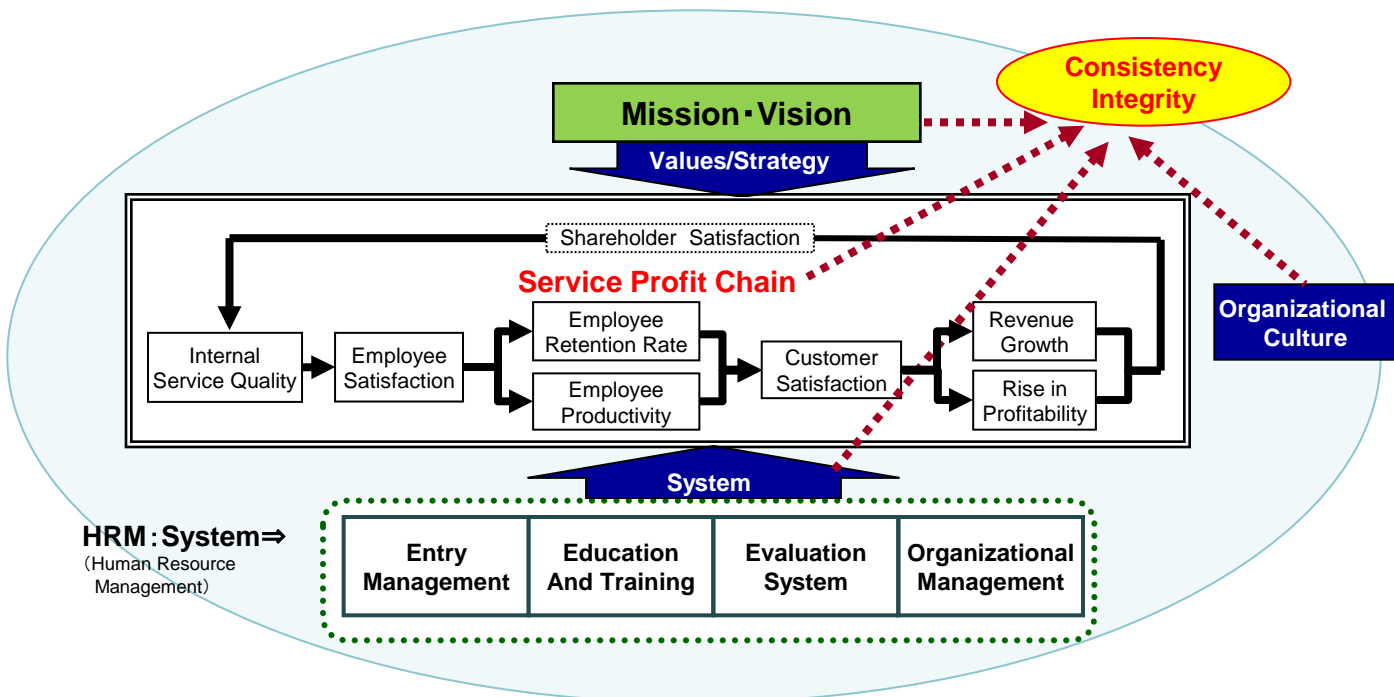 Consistency
Integrity
Mission・Vision
Values/Strategy
Shareholder Satisfaction
Service Profit Chain
Organizational
Culture
Internal
Service Quality
Employee
Satisfaction
Employee
Retention Rate
Employee
Productivity
Customer
Satisfaction
Revenue
Growth
Rise in
Profitability
System
HRM：System⇒
（Human Resource
Management）
Entry
Management
Education
And Training
Evaluation
System
Organizational
Management